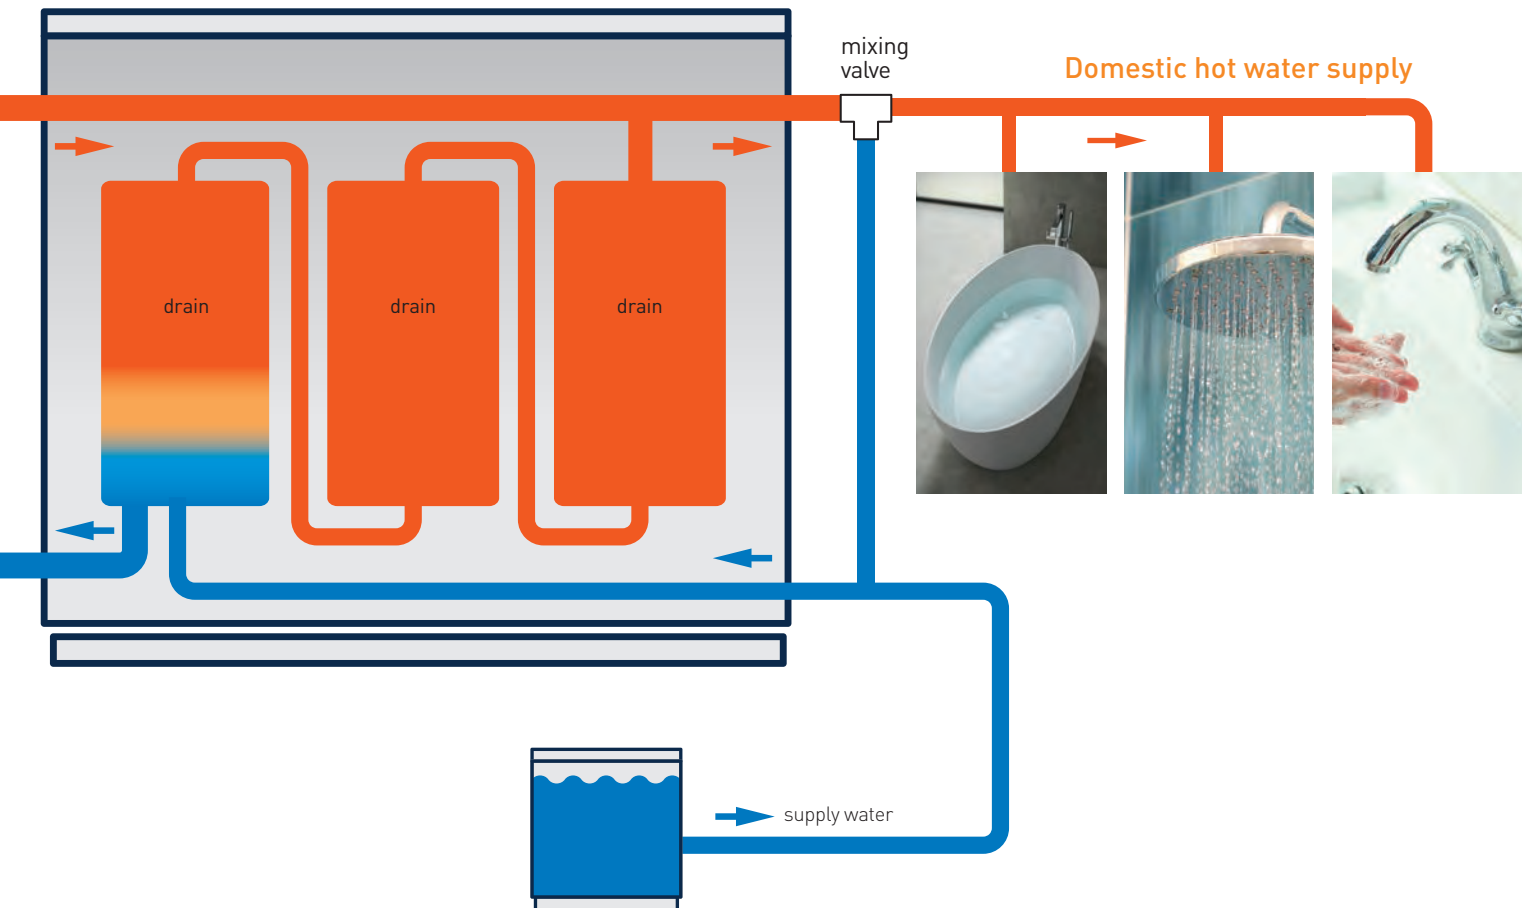 mixing
valve
Domestic hot water supply
drain
drain
drain
supply water